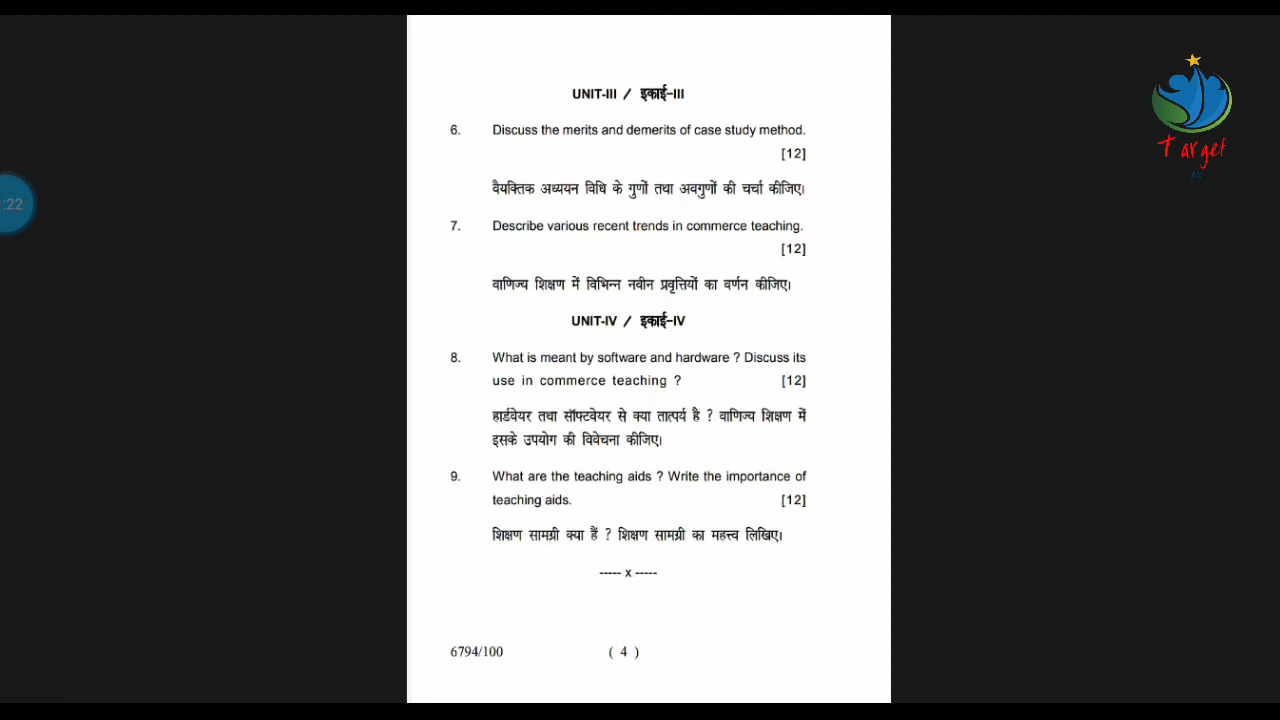 UNIT-III / इकाई-III
6. Discuss the merits and demerits of case study method.
[12]
वैयक्तिक अध्ययन विधि के गुणों तथा अवगुणों की चर्चा कीजिए।
7. Describe various recent trends in commerce teaching.
[12]
वाणिज्य शिक्षण में विभिन्न नवीन प्रवृत्तियों का वर्णन कीजिए।
UNIT-IV / इकाई-IV
8. What is meant by software and hardware ? Discuss its
use in commerce teaching ? [12]
हार्डवेयर तथा सॉफ्टवेयर से क्या तात्पर्य है ? वाणिज्य शिक्षण में
इसके उपयोग की विवेचना कीजिए।
9. What are the teaching aids ? Write the importance of
teaching aids. [12]
शिक्षण सामग्री क्या हैं ? शिक्षण सामग्री का महत्त्व लिखिए।
----- x -----
6794/100 ( 4 )
:22
Target